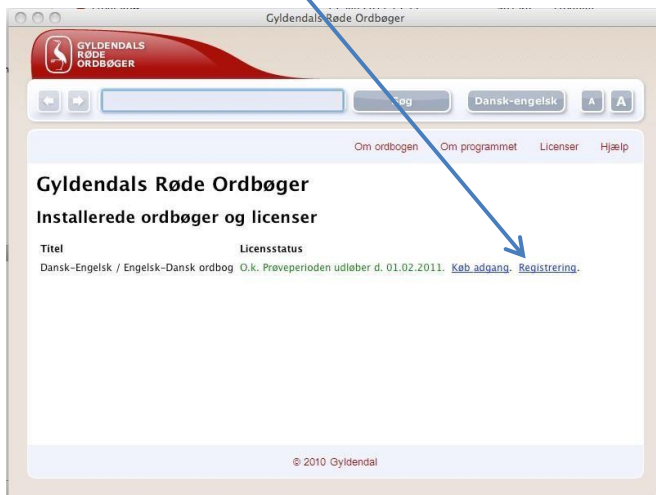 Gyldendals Røde Ordbøger
GYLDENDALS
RØDE
ORDBØGER
Søg
Dansk-engelsk
A
A
Om ordbogen Om programmet Licenser Hjælp
Gyldendals Røde Ordbøger
Installerede ordbøger og licenser
Titel Licensstatus
Dansk-Engelsk / Engelsk-Dansk ordbog O.k. Prøveperioden udløber d. 01.02.2011. Køb adgang. Registrering.
© 2010 Gyldendal